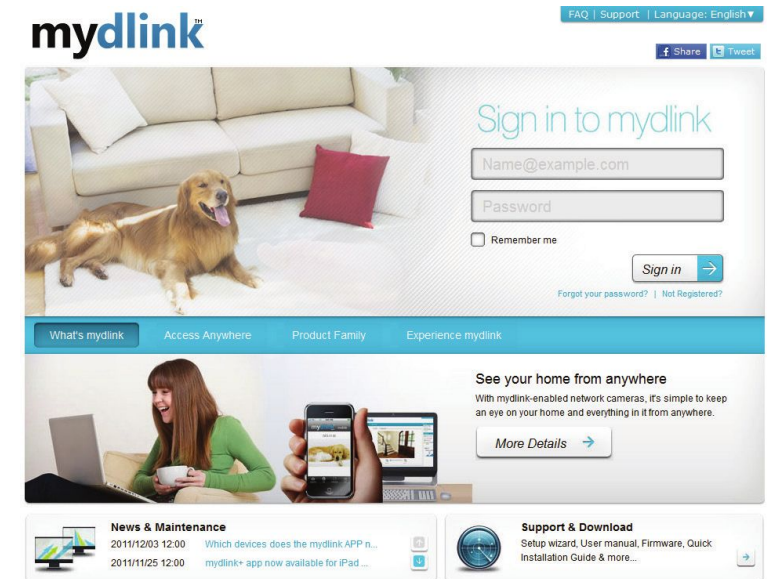 FAQ | Support | Language: English▼
mydlink™
Share Tweet
Sign in to mydlink
Name@example.com
Password
Remember me
Sign in
Forgot your password? | Not Registered?
What's mydlink Access Anywhere Product Family Experience mydlink
See your home from anywhere
With mydlink-enabled network cameras, it's simple to keep
an eye on your home and everything in it from anywhere.
More Details
News & Maintenance
2011/12/03 12:00 Which devices does the mydlink APP n...
2011/11/25 12:00 mydlink+ app now available for iPad ...
Support & Download
Setup wizard, User manual, Firmware, Quick
Installation Guide & more...